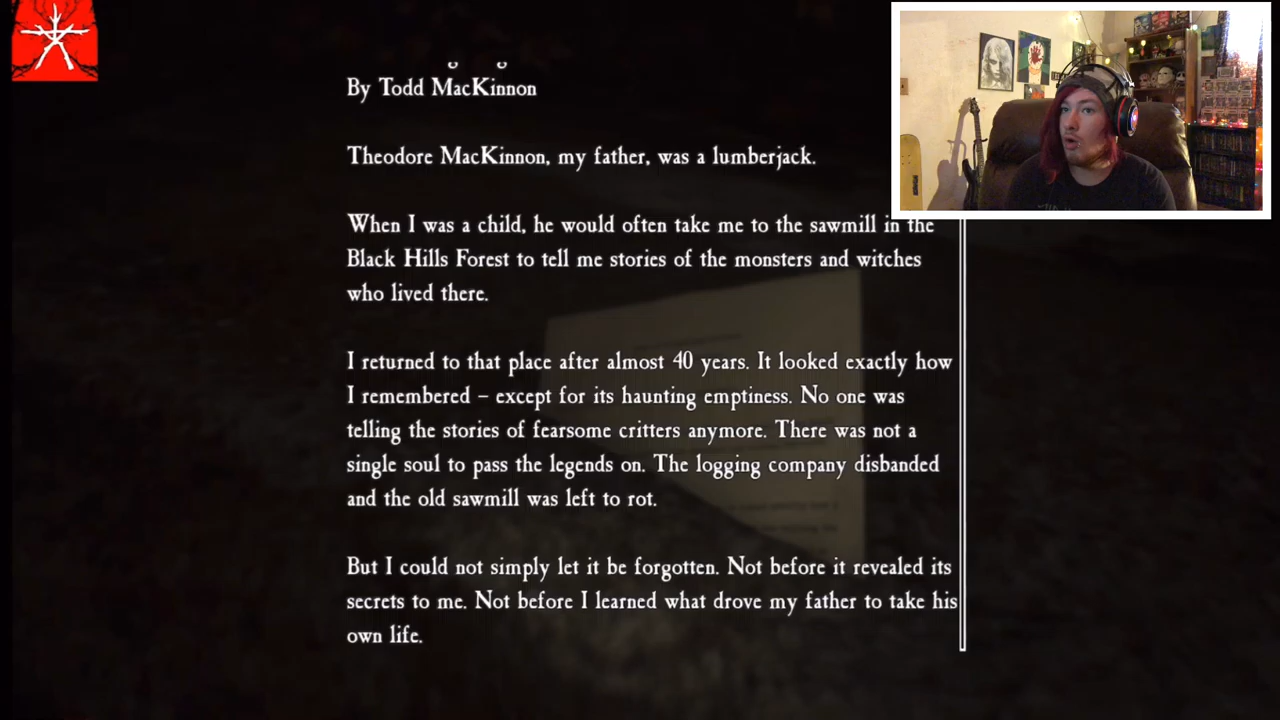 By Todd MacKinnon
Theodore MacKinnon, my father, was a lumberjack.
When I was a child, he would often take me to the sawmill in the
Black Hills Forest to tell me stories of the monsters and witches
who lived there.
I returned to that place after almost 40 years. It looked exactly how
I remembered – except for its haunting emptiness. No one was
telling the stories of fearsome critters anymore. There was not a
single soul to pass the legends on. The logging company disbanded
and the old sawmill was left to rot.
But I could not simply let it be forgotten. Not before it revealed its
secrets to me. Not before I learned what drove my father to take his
own life.